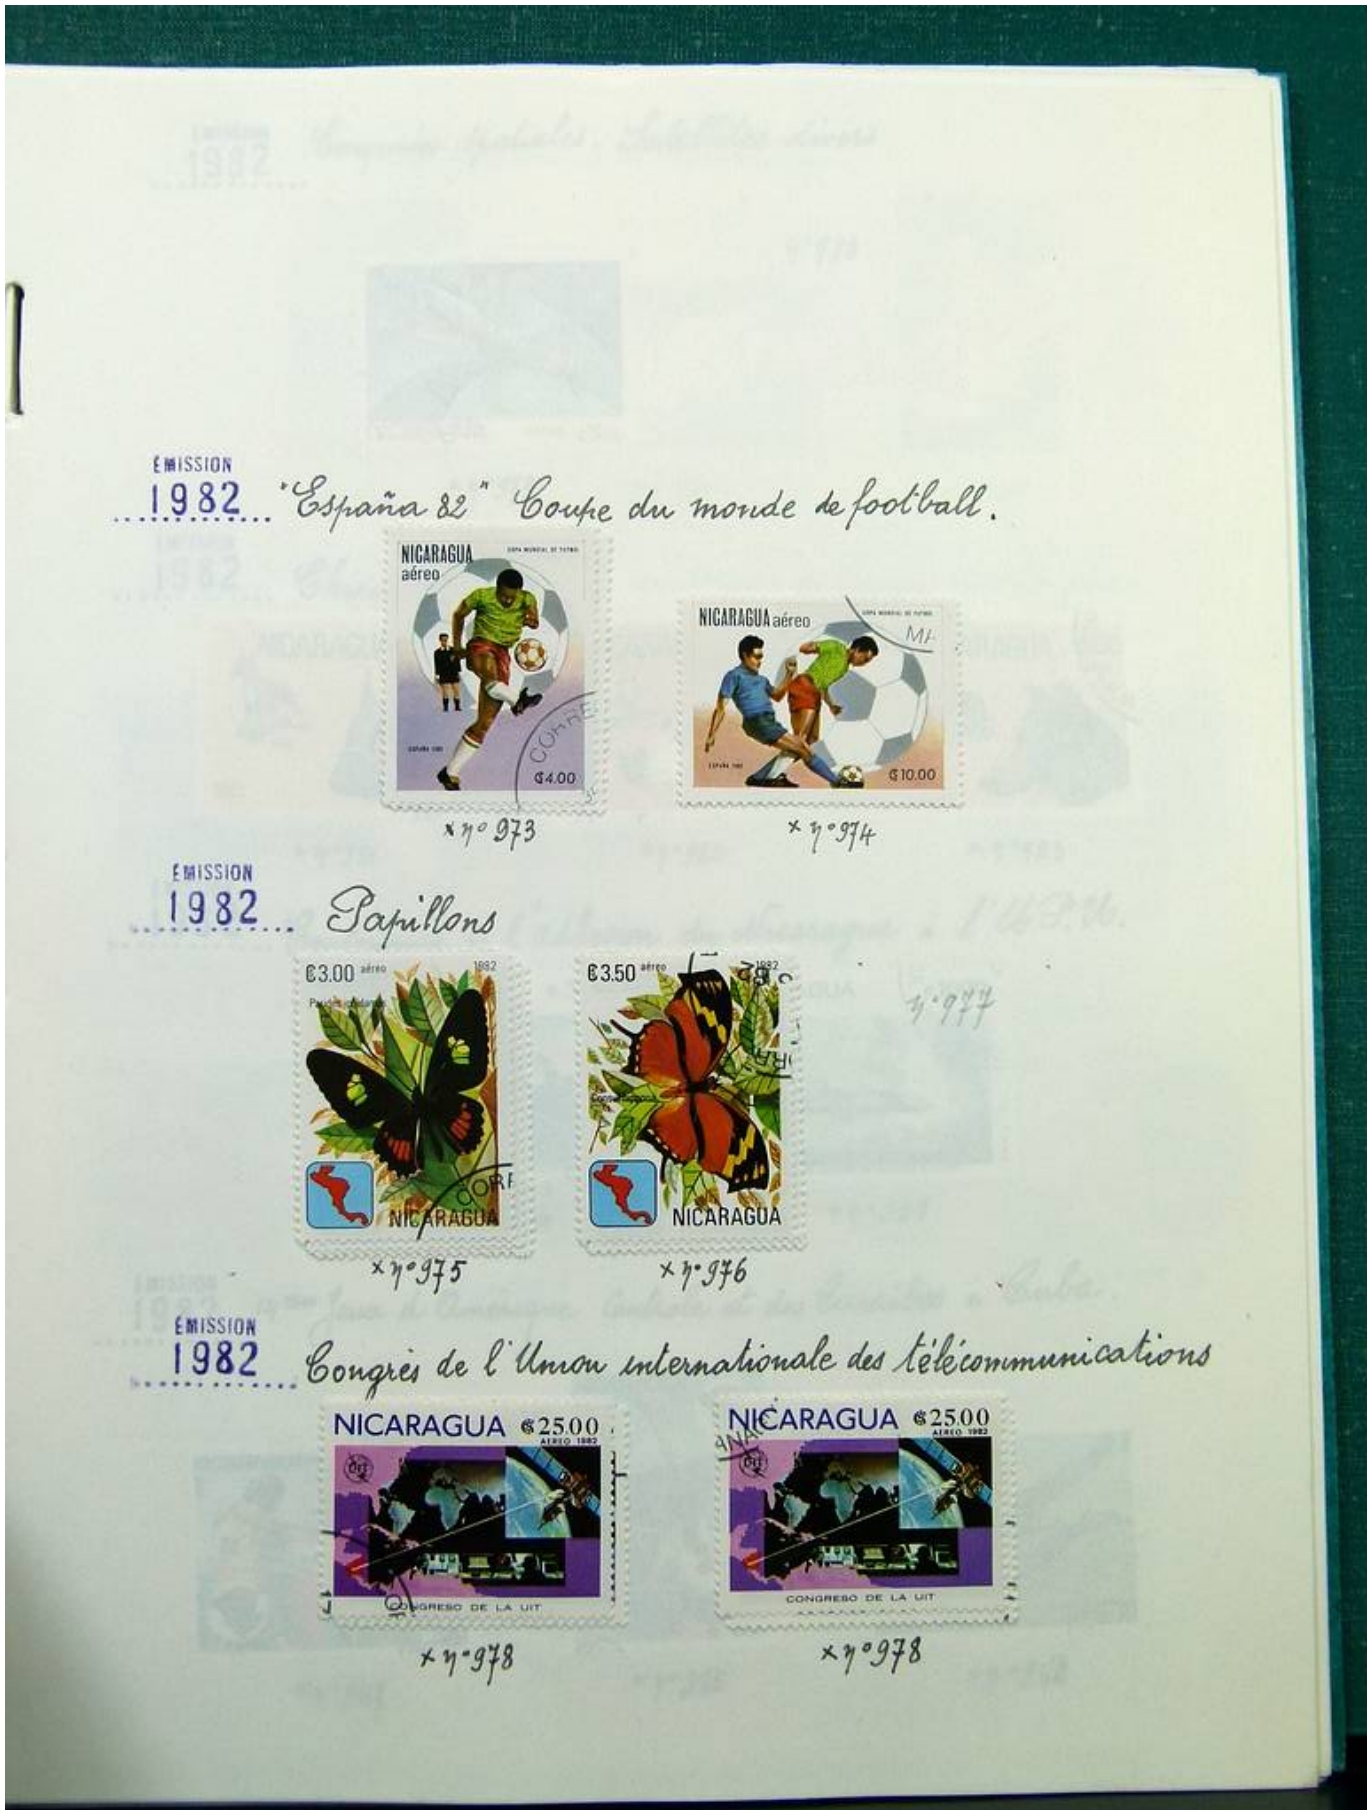 ÉMISSION
1982 "España 82" Coupe du monde de football.
NICARAGUA
aéreo
COPA MUNDIAL DE FUTBOL
ESPAÑA 1982
₡4.00
CORRE
x n° 973
NICARAGUA aéreo
COPA MUNDIAL DE FUTBOL
MA
ESPAÑA 1982
₡10.00
x n° 974
ÉMISSION
1982 Papillons
₡3.00 aéreo 1982
CORR
NICARAGUA
x n° 975
₡3.50 aéreo 1982
NICARAGUA
x n° 976
n° 977
ÉMISSION
1982 Congrès de l'Union internationale des télécommunications
NICARAGUA ₡25.00
AEREO 1982
CONGRESO DE LA UIT
x n° 978
NICARAGUA ₡25.00
AEREO 1982
CONGRESO DE LA UIT
x n° 978